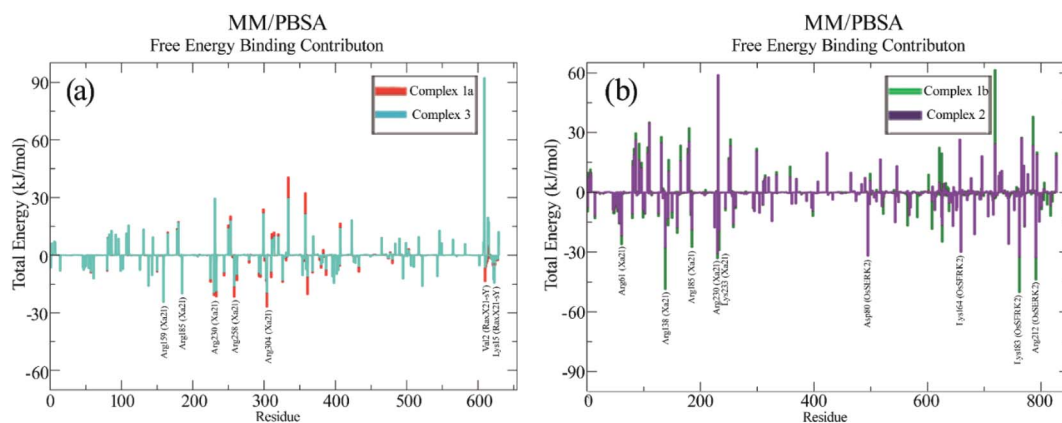 MM/PBSA
Free Energy Binding Contributon
(a)
Complex 1a
Complex 3
Total Energy (kJ/mol)
90
60
30
0
-30
-60
Arg159 (Xa21)
Arg185 (Xa21)
Arg230 (Xa21)
Arg258 (Xa21)
Arg304 (Xa21)
Val2 (RaxX21-sY)
Lys15 (RaxX21-sY)
0 100 200 300 400 500 600
Residue
MM/PBSA
Free Energy Binding Contributon
(b)
Complex 1b
Complex 2
Total Energy (kJ/mol)
60
30
0
-30
-60
-90
Arg61 (Xa21)
Arg138 (Xa21)
Arg185 (Xa21)
Arg230 (Xa21)
Lys233 (Xa21)
Asp80 (OsSERK2)
Lys164 (OsSERK2)
Lys183 (OsSERK2)
Arg212 (OsSERK2)
0 200 400 600 800
Residue